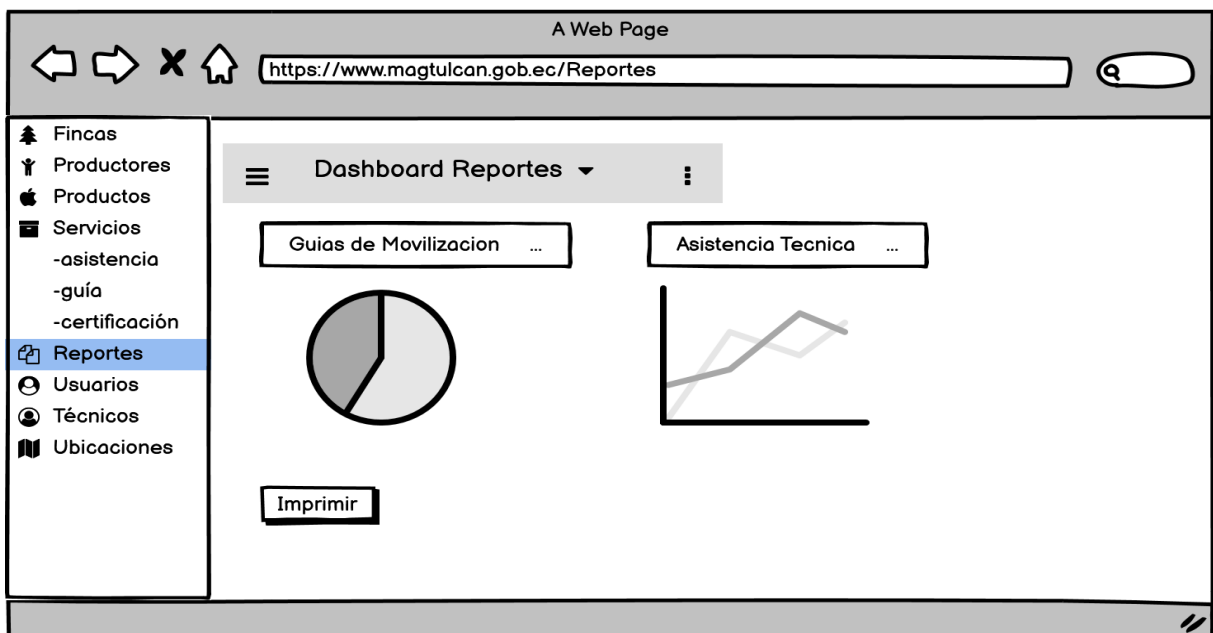 A Web Page
https://www.magtulcan.gob.ec/Reportes
Fincas
Productores
Productos
Servicios
-asistencia
-guía
-certificación
Reportes
Usuarios
Técnicos
Ubicaciones
Dashboard Reportes
Guias de Movilizacion ...
Asistencia Tecnica ...
Imprimir